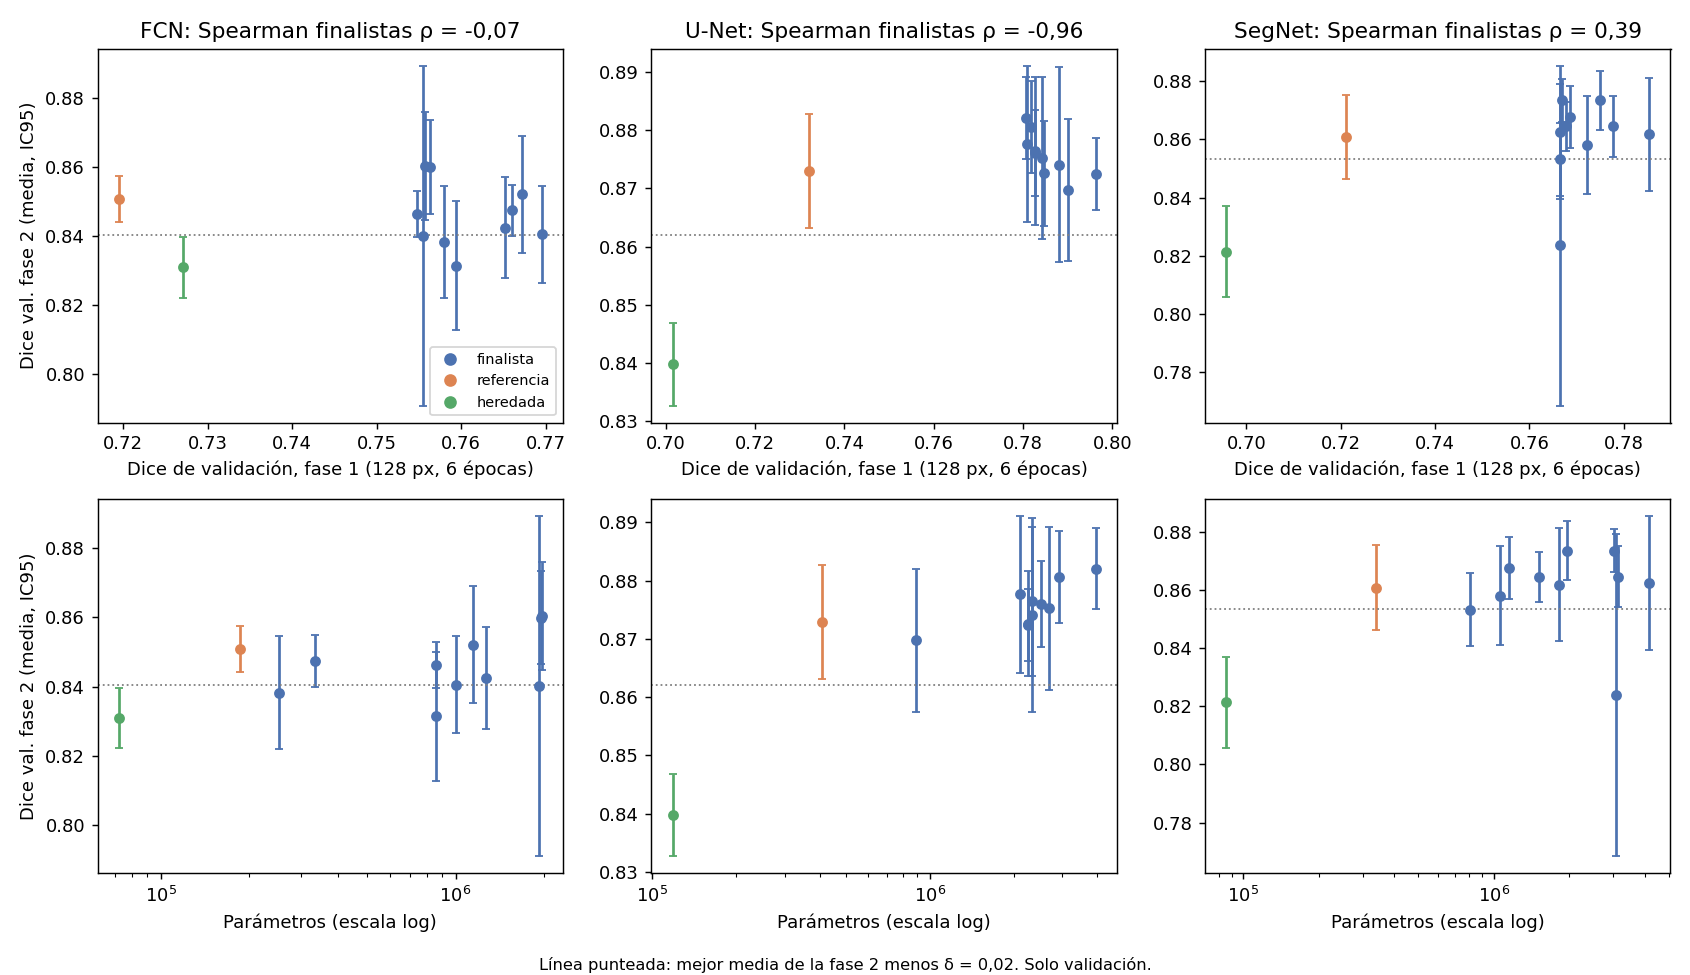 FCN: Spearman finalistas ρ = -0,07
U-Net: Spearman finalistas ρ = -0,96
SegNet: Spearman finalistas ρ = 0,39
Dice val. fase 2 (media, IC95)
0.88
0.86
0.84
0.82
0.80
finalista
referencia
heredada
0.72 0.73 0.74 0.75 0.76 0.77
Dice de validación, fase 1 (128 px, 6 épocas)
0.89
0.88
0.87
0.86
0.85
0.84
0.83
0.70 0.72 0.74 0.76 0.78 0.80
Dice de validación, fase 1 (128 px, 6 épocas)
0.88
0.86
0.84
0.82
0.80
0.78
0.70 0.72 0.74 0.76 0.78
Dice de validación, fase 1 (128 px, 6 épocas)
Dice val. fase 2 (media, IC95)
0.88
0.86
0.84
0.82
0.80
10⁵ 10⁶
Parámetros (escala log)
0.89
0.88
0.87
0.86
0.85
0.84
0.83
10⁵ 10⁶
Parámetros (escala log)
0.88
0.86
0.84
0.82
0.80
0.78
10⁵ 10⁶
Parámetros (escala log)
Línea punteada: mejor media de la fase 2 menos δ = 0,02. Solo validación.